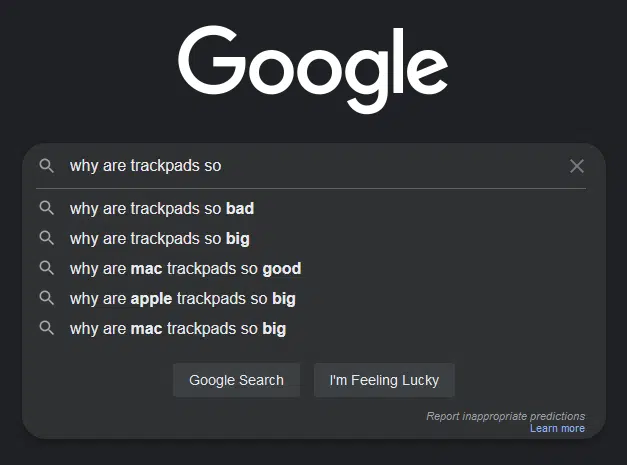 Google
why are trackpads so
why are trackpads so bad
why are trackpads so big
why are mac trackpads so good
why are apple trackpads so big
why are mac trackpads so big
Google Search
I'm Feeling Lucky
Report inappropriate predictions
Learn more